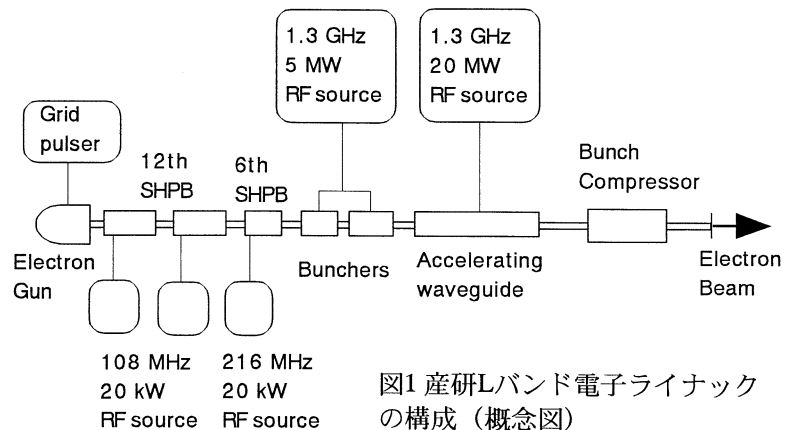 1.3 GHz
5 MW
RF source
1.3 GHz
20 MW
RF source
Grid
pulser
12th
SHPB
6th
SHPB
Bunch
Compressor
Electron
Gun
Bunchers
Accelerating
waveguide
Electron
Beam
108 MHz
20 kW
RF source
216 MHz
20 kW
RF source
図1 産研Lバンド電子ライナック
の構成（概念図）